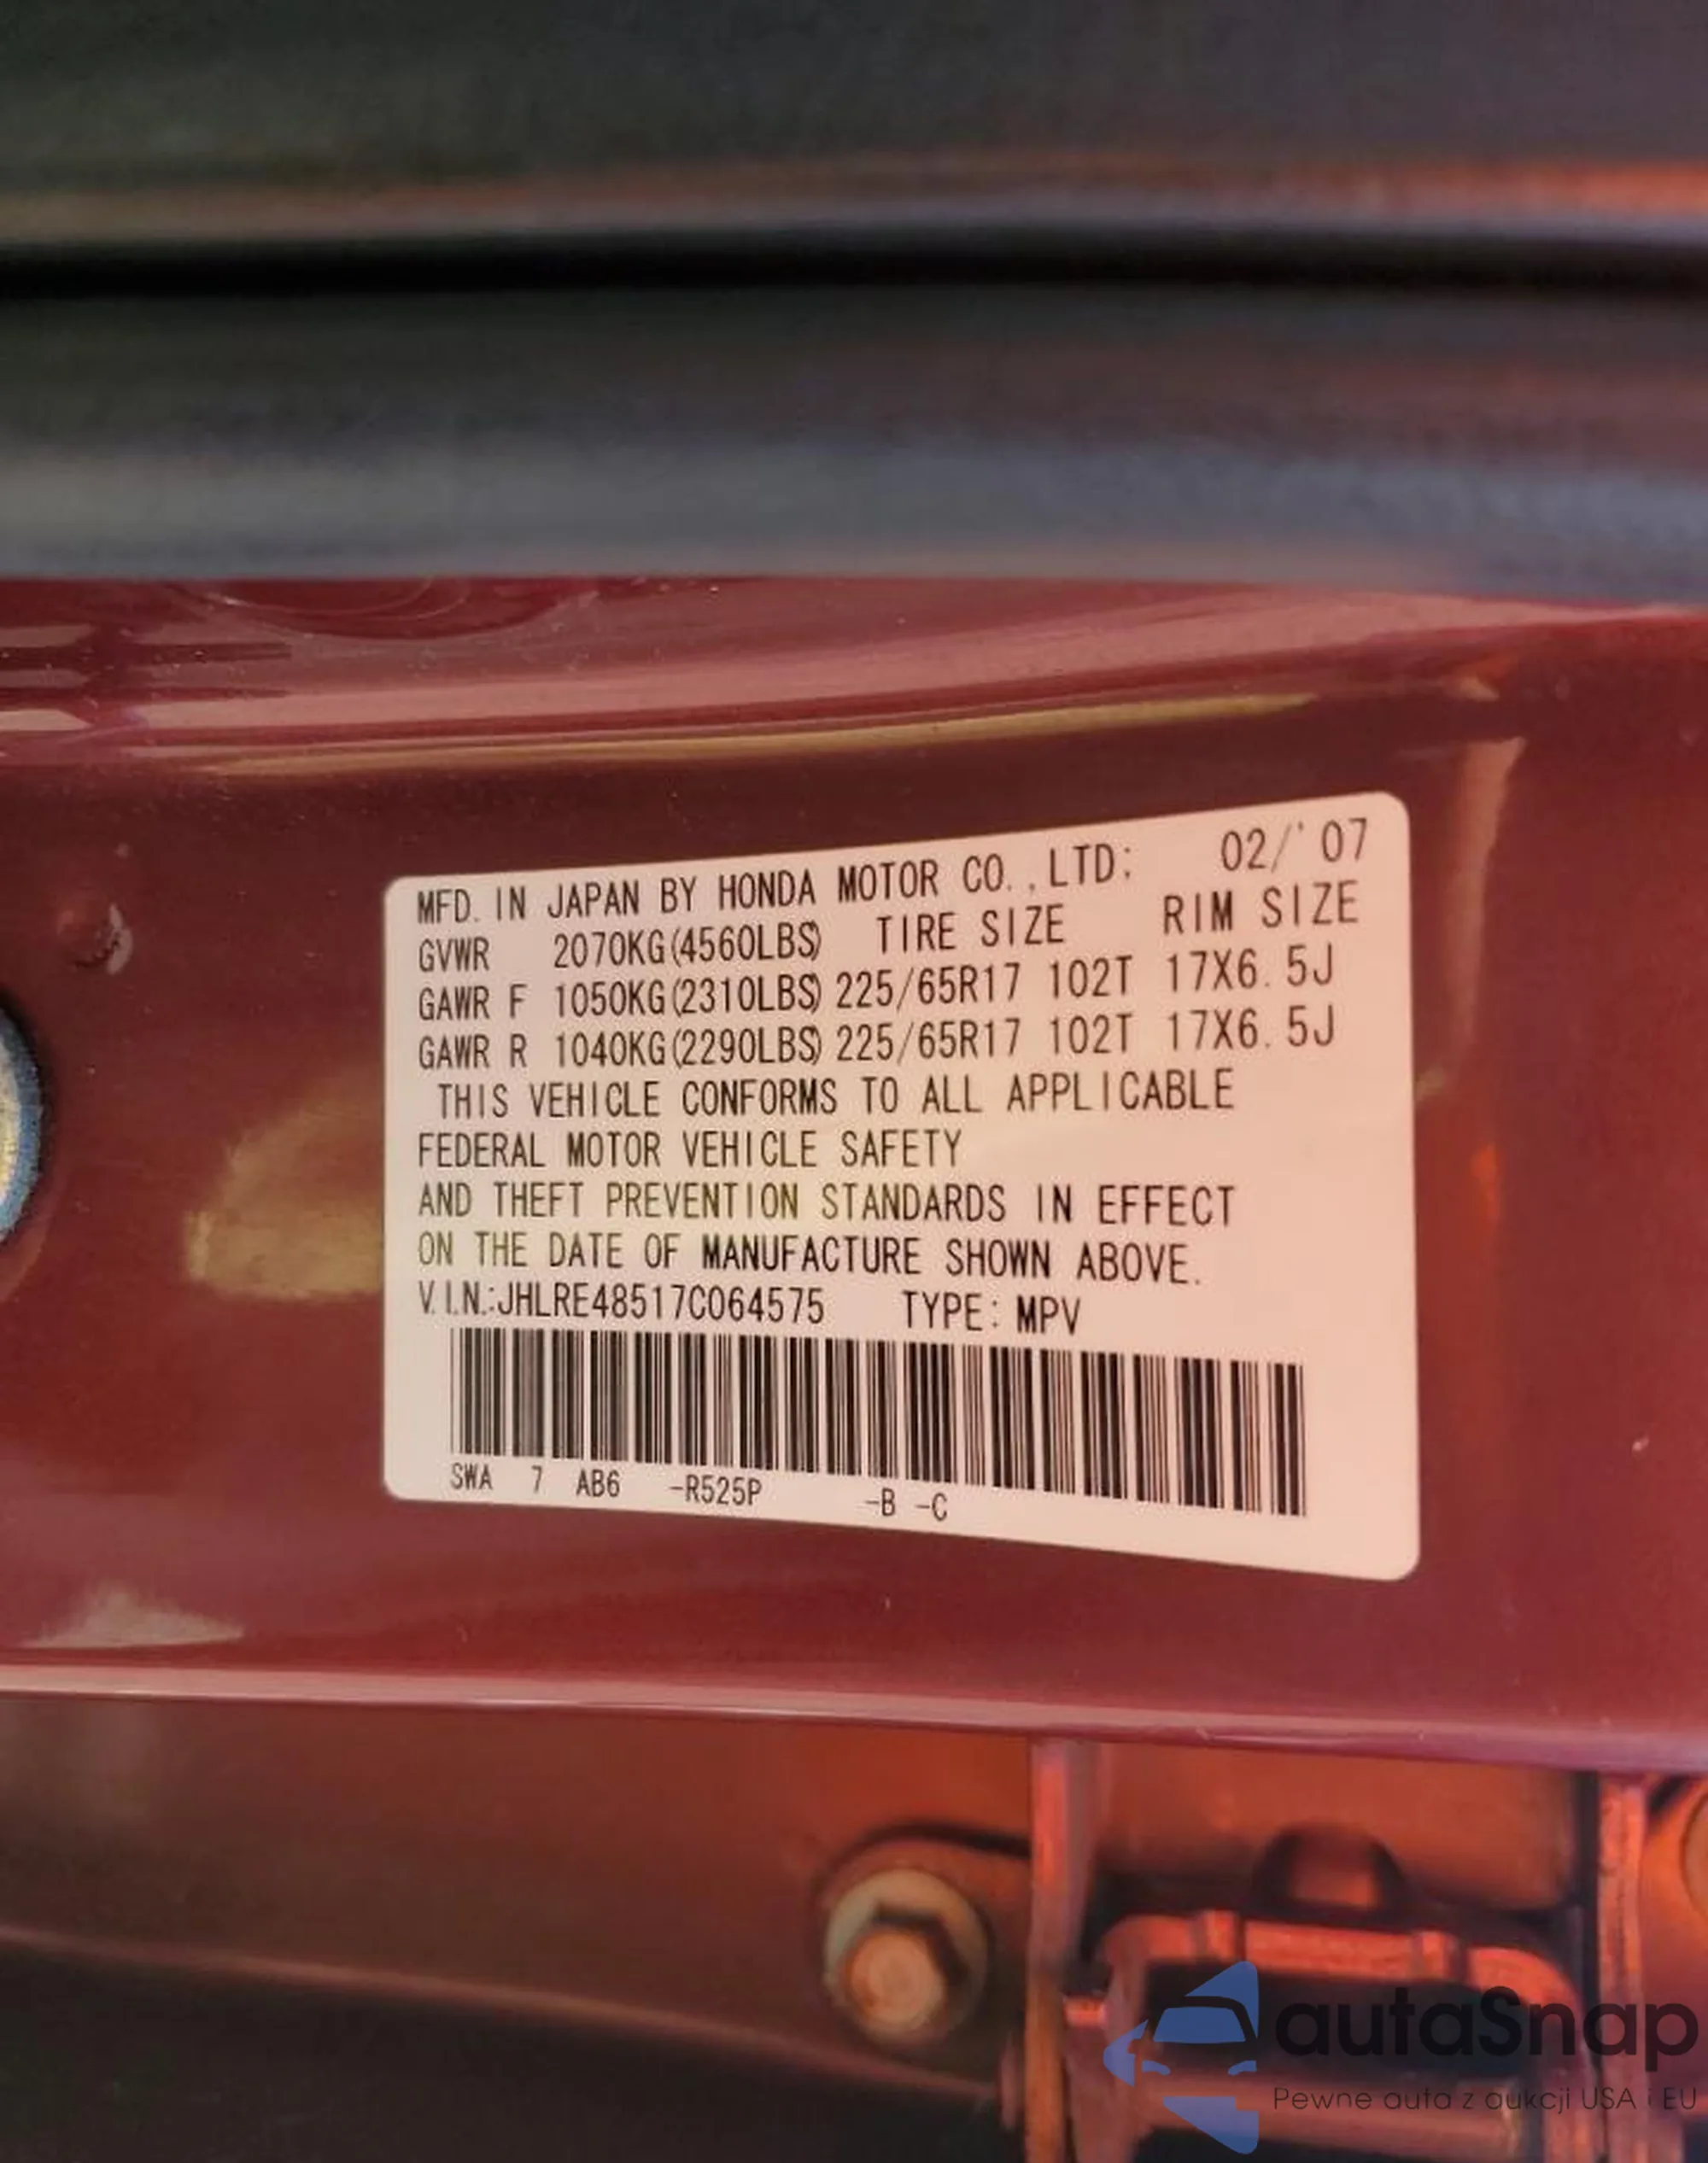 MFD. IN JAPAN BY HONDA MOTOR CO.,LTD; 02/'07
GVWR 2070KG(4560LBS) TIRE SIZE RIM SIZE
GAWR F 1050KG(2310LBS) 225/65R17 102T 17X6.5J
GAWR R 1040KG(2290LBS) 225/65R17 102T 17X6.5J
THIS VEHICLE CONFORMS TO ALL APPLICABLE
FEDERAL MOTOR VEHICLE SAFETY
AND THEFT PREVENTION STANDARDS IN EFFECT
ON THE DATE OF MANUFACTURE SHOWN ABOVE.
V.I.N.:JHLRE48517C064575 TYPE: MPV
SWA 7 AB6 -R525P -B -C
autaSnap
Pewne auta z aukcji USA i EU